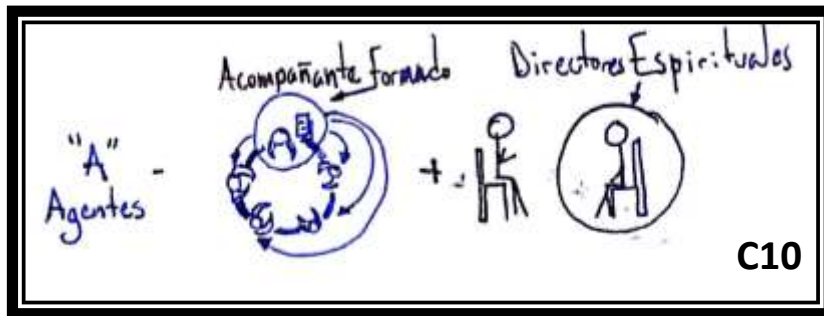 Acompañante formado
Directores Espirituales
"A" -
Agentes
+
C10